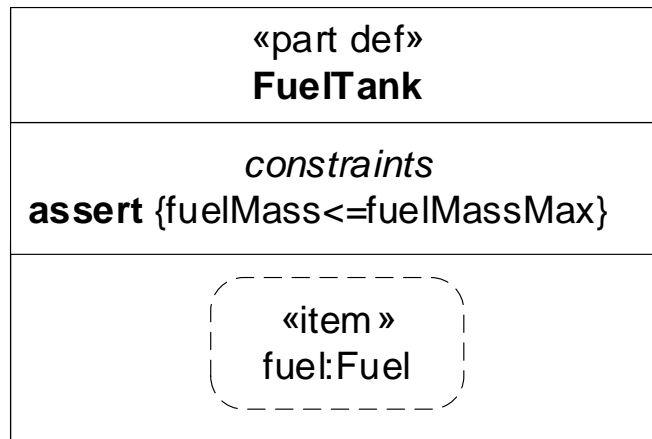 «part def»
FuelTank
constraints
assert {fuelMass<=fuelMassMax}
«item»
fuel:Fuel